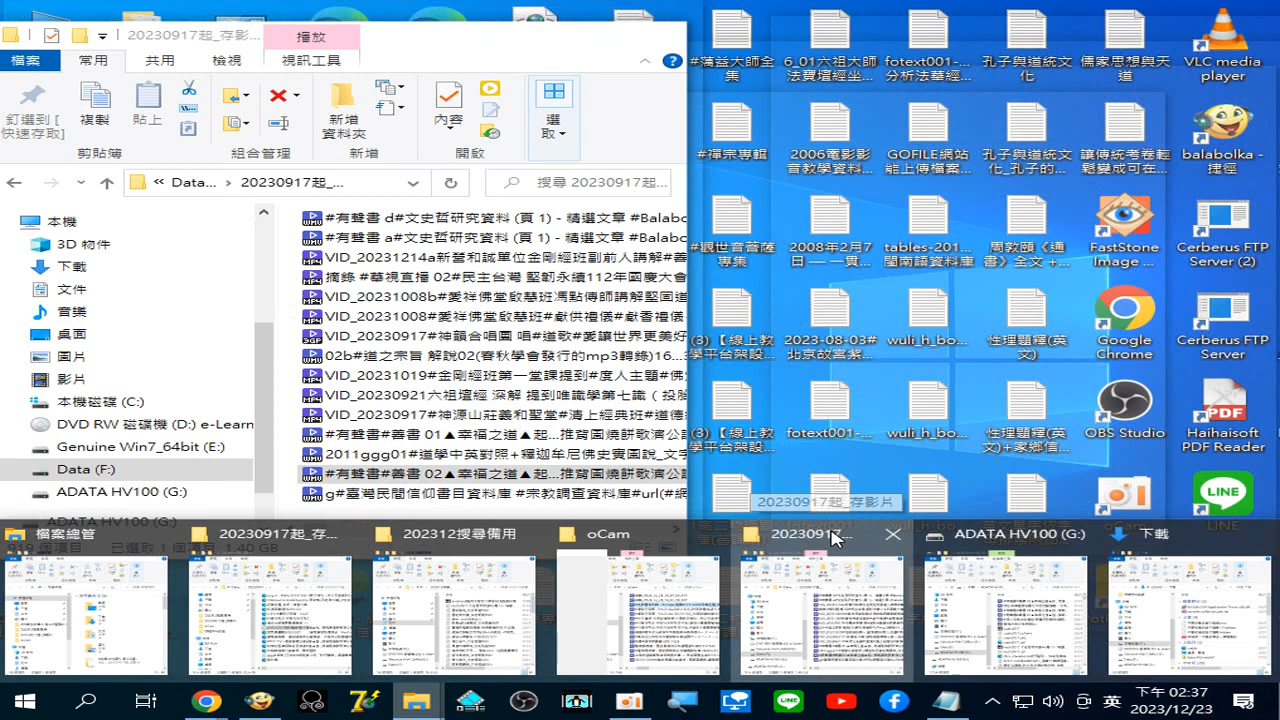 20230917起_存影...
播放
檔案
常用
共用
檢視
視訊工具
釘選到 [
快速存取]
複製
貼上
新增
資料夾
內容
選
取
剪貼簿
組合管理
新增
開啟
« Data... › 20230917起_...
搜尋 20230917起...
本機
3D 物件
下載
文件
音樂
桌面
圖片
影片
本機磁碟 (C:)
DVD RW 磁碟機 (D:) e-Learn
Genuine Win7_64bit (E:)
Data (F:)
ADATA HV100 (G:)
ADATA HV100 (G:)
#有聲書 d#文史哲研究資料 (頁 1) - 精選文章 #Balabo
#有聲書 a#文史哲研究資料 (頁 1) - 精選文章 #Balabo
VID_20231214a新營和誠單位金剛經班副前人講解#善
摘錄 #華視直播 02#民主台灣 堅韌永續112年國慶大會
VID_20231008b#愛祥佛堂啟慧班馮點傳師講解堅固道
VID_20231008#愛祥佛堂啟慧班#獻供禮儀#獻香禮儀
VID_20230917#神韻合唱團 唱#道歌#愛讓世界更美好
02b#道之宗旨 解說02(春秋學會發行的mp3轉錄)16...3
VID_20231019#金剛經班第一堂課提到#度人主題#佛
VID_20230921六祖壇經 深解 提到唯識學第七識 ( 投
VID_20230917#神源山莊義和聖堂#清上經典班#道德
#有聲書#善書 01▲幸福之道▲起...推背圖燒餅歌演公
2011ggg01#道學中英對照+釋迦牟尼佛史實圖說_文字
#有聲書#善書 02▲幸福之道▲起...推背圖燒餅歌演公
g#臺灣民間信仰書目資料庫 #宗教調查資料庫#url(#網
#蕅益大師全集
6_01六祖大師法寶壇經坐...
fotext001-...分析法華經...
孔子與道統文化
儒家思想與天道
VLC media player
#禪宗專輯
2006電影影音教學資料...
GOFILE網站能上傳檔案...
孔子與道統文化_孔子的...
讓傳統考卷輕鬆變成可在...
balabolka - 捷徑
#觀世音菩薩專集
2008年2月7日 — 一貫...
tables-201...閩南語資料庫
周敦頤《通書》全文 +...
FastStone Image ...
Cerberus FTP Server (2)
(3) 【線上教學平台架設...
2023-08-03#北京故宮紫...
wuli_h_bo...
性理題釋(英文)
Google Chrome
Cerberus FTP Server
(3) 【線上教學平台架設...
fotext001-...
wuli_h_bo...
性理題釋(英文)+家鄉信...
OBS Studio
Haihaisoft PDF Reader
20230917起_存影片
LINE
檔案總管
20230917起_存...
202312搜尋備用
oCam
2023091...
ADATA HV100 (G:)
下載
英
下午 02:37
2023/12/23